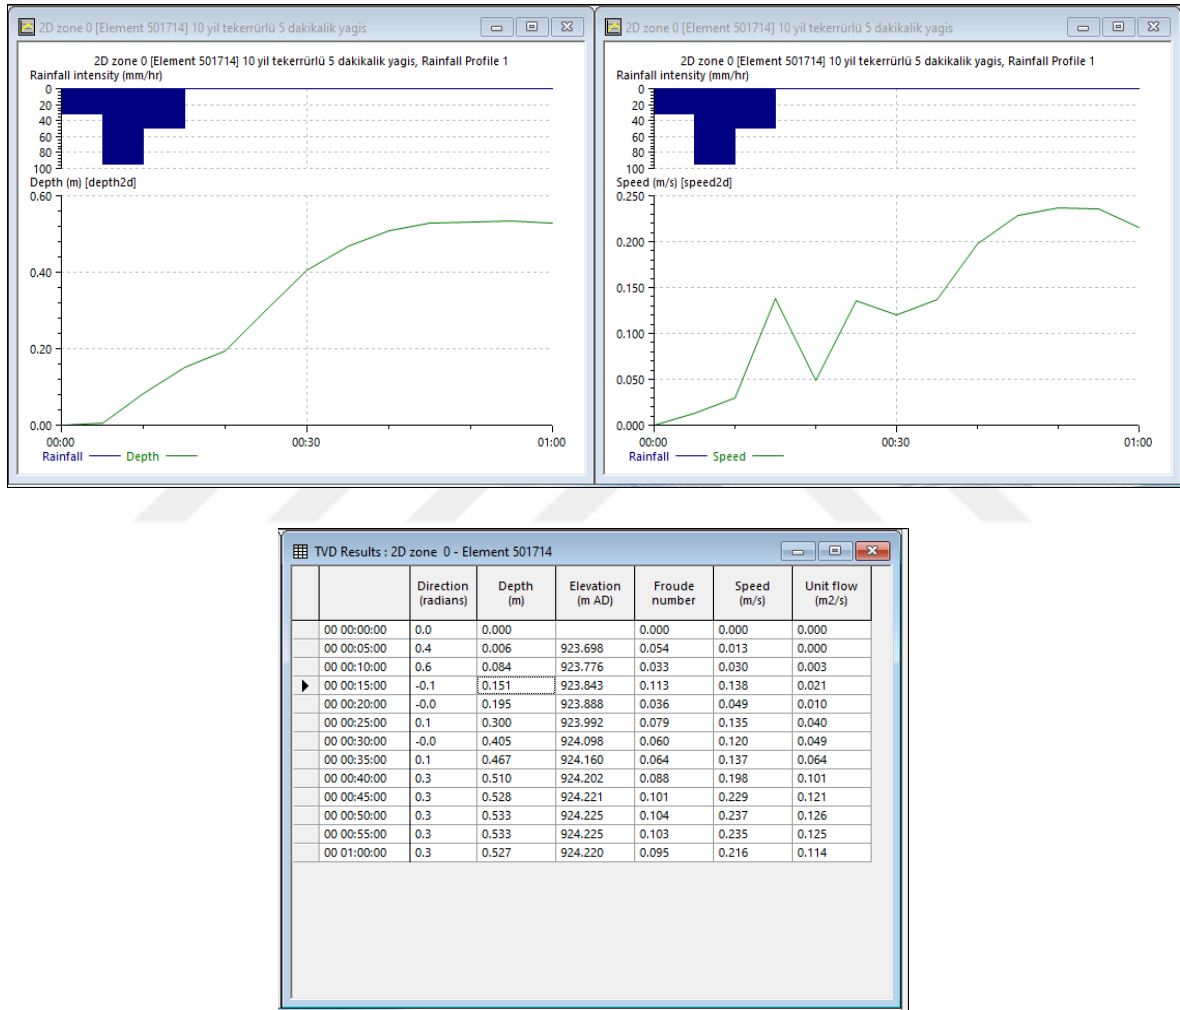 2D zone 0 [Element 501714] 10 yil tekerrürlü 5 dakikalik yagis
2D zone 0 [Element 501714] 10 yil tekerrürlü 5 dakikalik yagis, Rainfall Profile 1
Rainfall intensity (mm/hr)
0
20
40
60
80
100
Depth (m) [depth2d]
0.60
0.40
0.20
0.00
00:00 00:30 01:00
Rainfall Depth
2D zone 0 [Element 501714] 10 yil tekerrürlü 5 dakikalik yagis
2D zone 0 [Element 501714] 10 yil tekerrürlü 5 dakikalik yagis, Rainfall Profile 1
Rainfall intensity (mm/hr)
0
20
40
60
80
100
Speed (m/s) [speed2d]
0.250
0.200
0.150
0.100
0.050
0.000
00:00 00:30 01:00
Rainfall Speed
TVD Results : 2D zone 0 - Element 501714
Direction Depth Elevation Froude Speed Unit flow
(radians) (m) (m AD) number (m/s) (m2/s)
00 00:00:00 0.0 0.000 0.000 0.000 0.000
00 00:05:00 0.4 0.006 923.698 0.054 0.013 0.000
00 00:10:00 0.6 0.084 923.776 0.033 0.030 0.003
00 00:15:00 -0.1 0.151 923.843 0.113 0.138 0.021
00 00:20:00 -0.0 0.195 923.888 0.036 0.049 0.010
00 00:25:00 0.1 0.300 923.992 0.079 0.135 0.040
00 00:30:00 -0.0 0.405 924.098 0.060 0.120 0.049
00 00:35:00 0.1 0.467 924.160 0.064 0.137 0.064
00 00:40:00 0.3 0.510 924.202 0.088 0.198 0.101
00 00:45:00 0.3 0.528 924.221 0.101 0.229 0.121
00 00:50:00 0.3 0.533 924.225 0.104 0.237 0.126
00 00:55:00 0.3 0.533 924.225 0.103 0.235 0.125
00 01:00:00 0.3 0.527 924.220 0.095 0.216 0.114